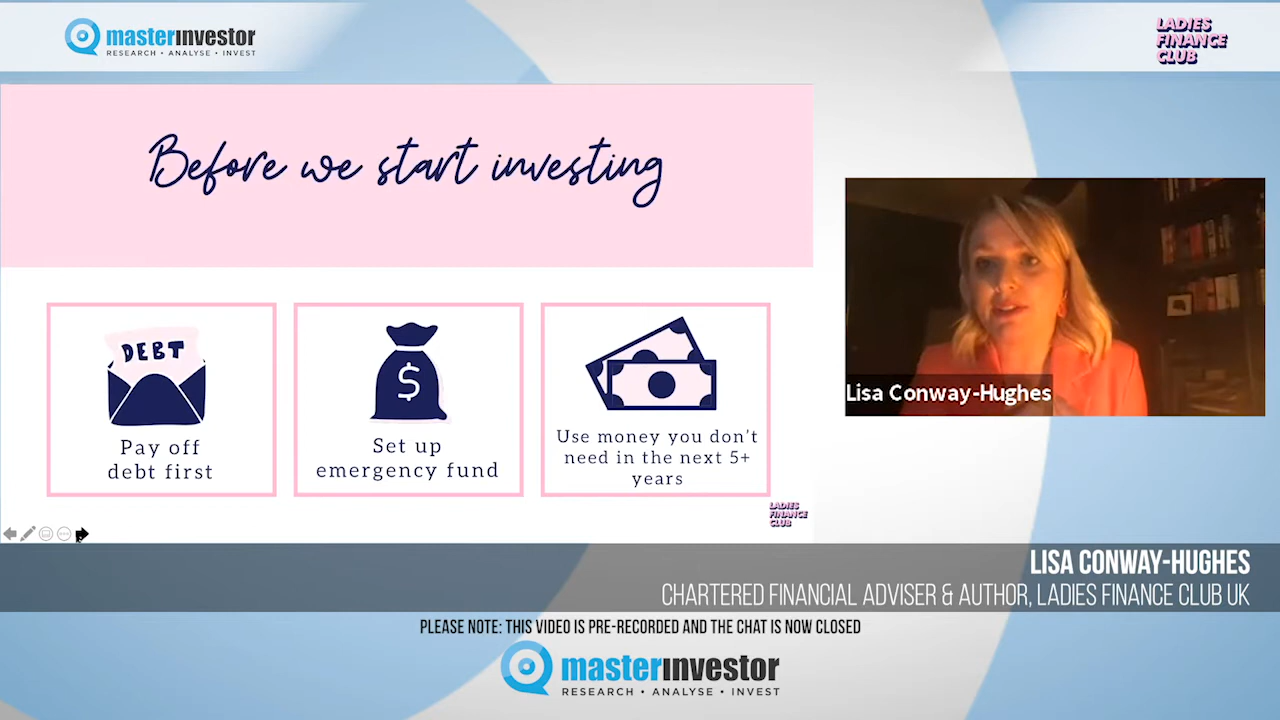 masterinvestor
RESEARCH • ANALYSE • INVEST
LADIES
FINANCE
CLUB
Before we start investing
DEBT
Pay off
debt first
$
Set up
emergency fund
Use money you don't
need in the next 5+
years
LADIES
FINANCE
CLUB
Lisa Conway-Hughes
LISA CONWAY-HUGHES
CHARTERED FINANCIAL ADVISER & AUTHOR, LADIES FINANCE CLUB UK
PLEASE NOTE: THIS VIDEO IS PRE-RECORDED AND THE CHAT IS NOW CLOSED
masterinvestor
RESEARCH • ANALYSE • INVEST